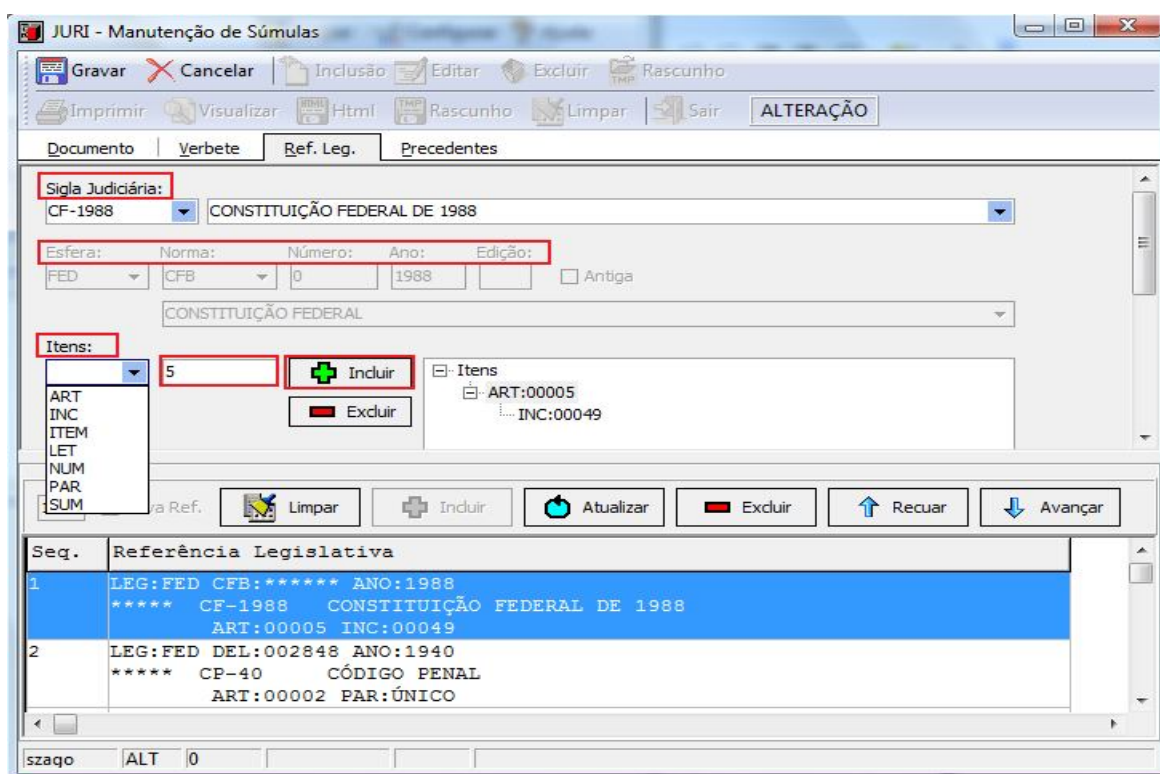 JURI - Manutenção de Súmulas
Gravar Cancelar Inclusão Editar Excluir Rascunho
Imprimir Visualizar Html Rascunho Limpar Sair ALTERAÇÃO
Documento Verbete Ref. Leg. Precedentes
Sigla Judiciária:
CF-1988 CONSTITUIÇÃO FEDERAL DE 1988
Esfera: Norma: Número: Ano: Edição:
FED CFB 0 1988 Antiga
CONSTITUIÇÃO FEDERAL
Itens:
5 Incluir Itens
ART ART:00005
INC Excluir INC:00049
ITEM
LET
NUM
PAR
SUM Ref. Limpar Incluir Atualizar Excluir Recuar Avançar
Seq. Referência Legislativa
1 LEG:FED CFB:****** ANO:1988
***** CF-1988 CONSTITUIÇÃO FEDERAL DE 1988
ART:00005 INC:00049
2 LEG:FED DEL:002848 ANO:1940
***** CP-40 CÓDIGO PENAL
ART:00002 PAR:ÚNICO
szago ALT 0